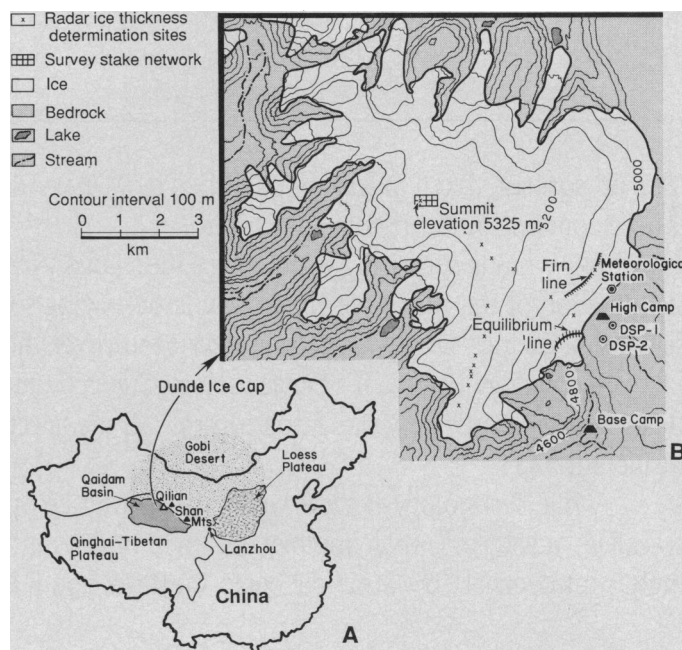 x Radar ice thickness
determination sites
Survey stake network
Ice
Bedrock
Lake
Stream
Contour interval 100 m
0 1 2 3
km
Summit
elevation 5325 m
5200
5000
Firn
line
Meteorological
Station
High Camp
DSP-1
DSP-2
Equilibrium
line
48000
4600
Base Camp
B
Dunde Ice Cap
Gobi
Desert
Loess
Plateau
Qaidam
Basin
Qilian
Shan
Mts.
Qinghai-Tibetan
Plateau
Lanzhou
China
A